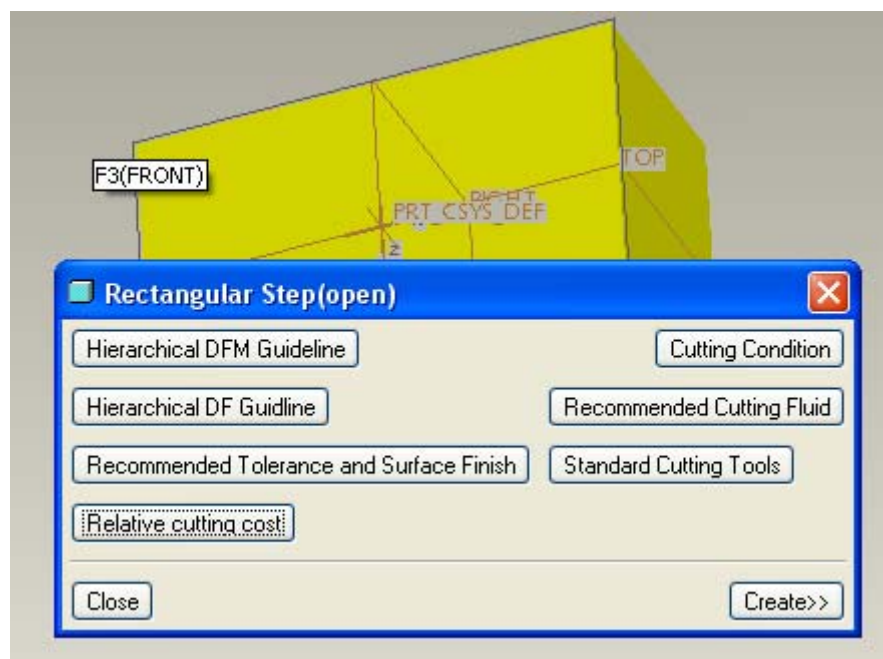 TOP
F3(FRONT)
RIGHT
PRT_CSYS_DEF
z
Rectangular Step(open)
Hierarchical DFM Guideline
Cutting Condition
Hierarchical DF Guidline
Recommended Cutting Fluid
Recommended Tolerance and Surface Finish
Standard Cutting Tools
Relative cutting cost
Close
Create>>